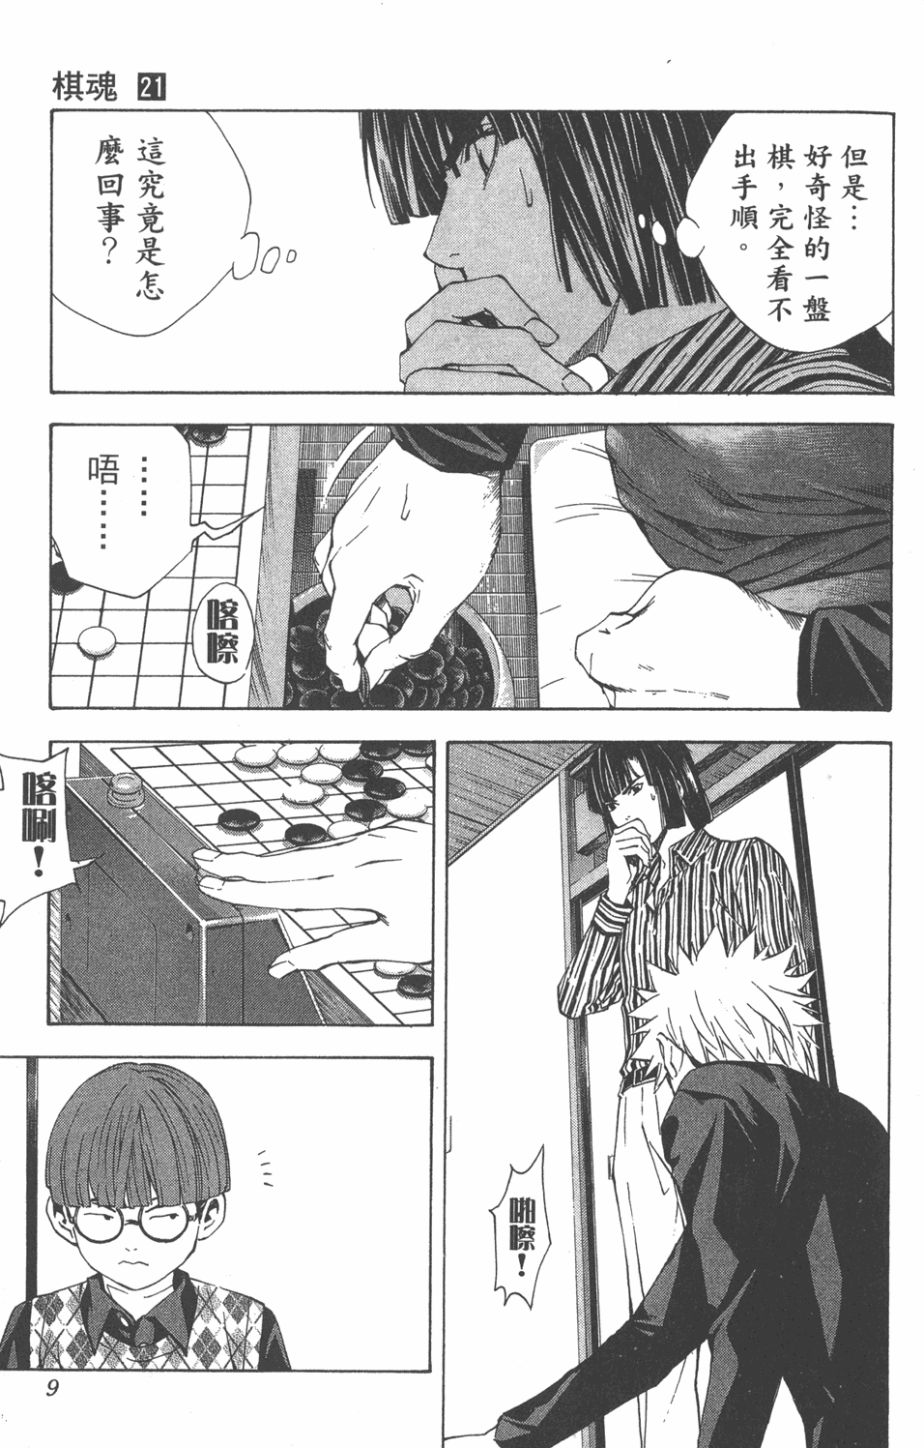 棋魂 21
但是…
好奇怪的一盤
棋，完全看不
出手順。
這究竟是怎
麼回事？
……
唔……
喀嚓
啪嚓！
喀唰！
9